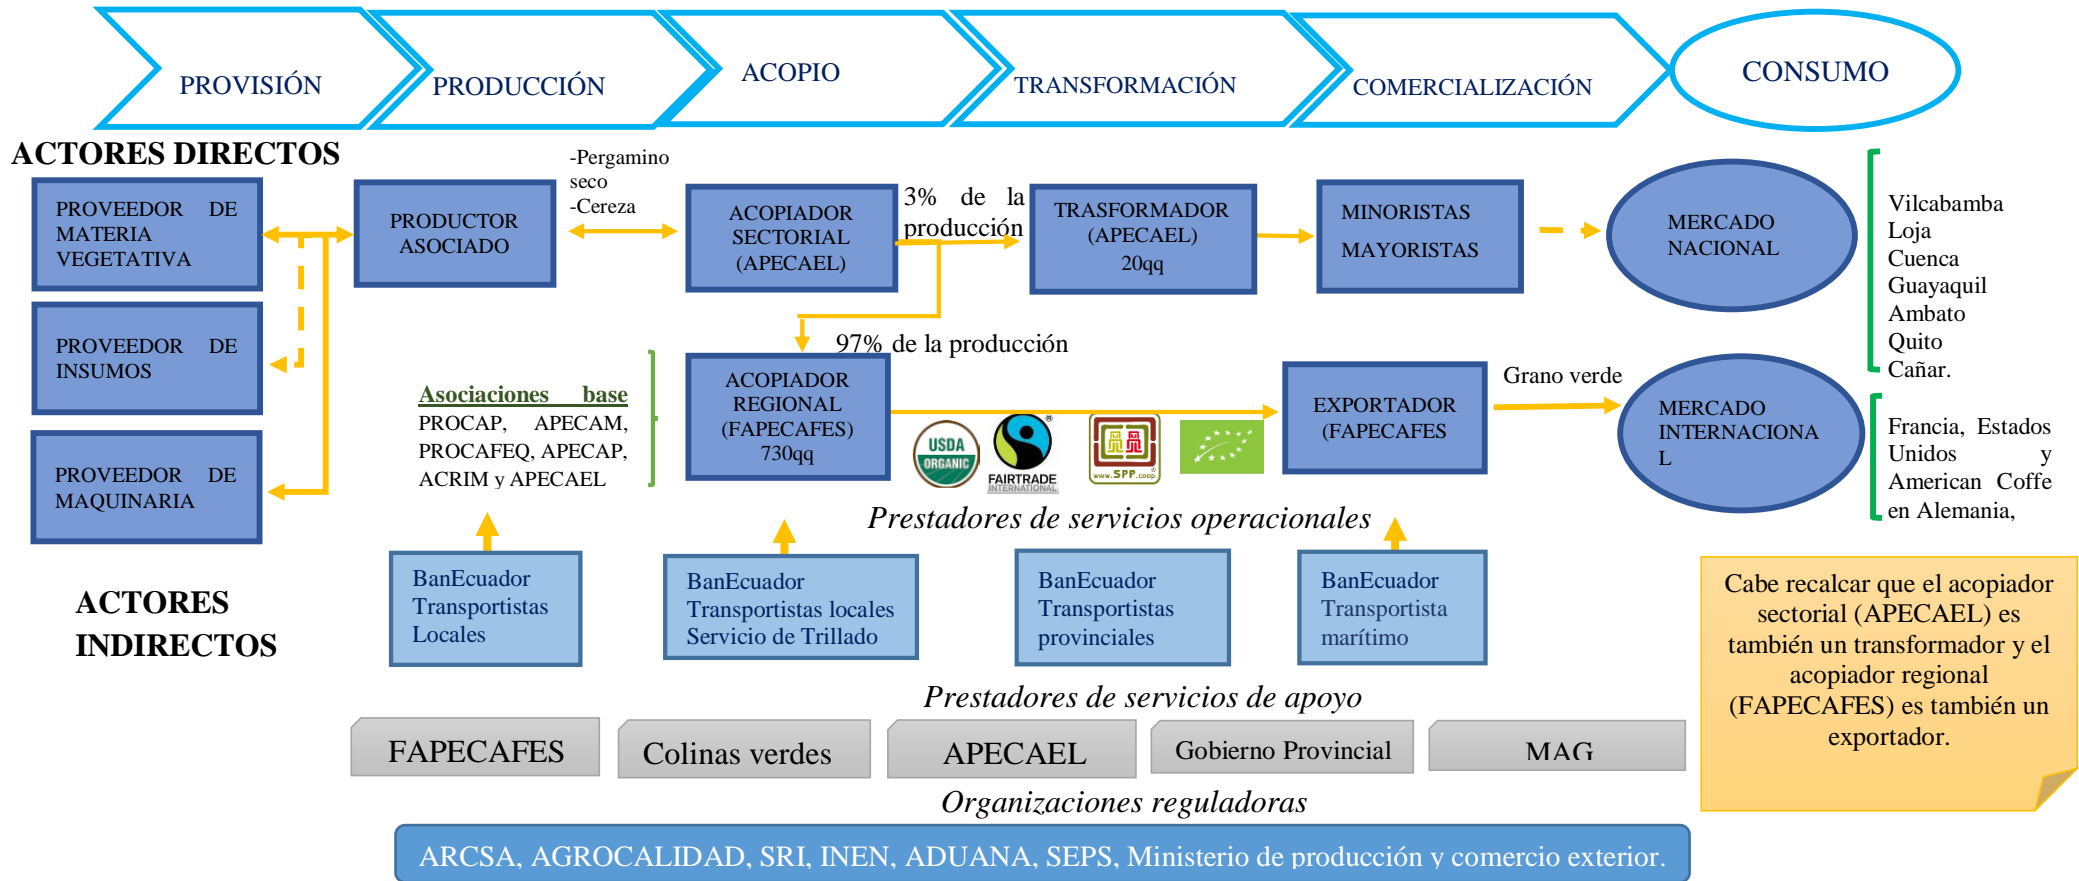 PROVISIÓN
PRODUCCIÓN
ACOPIO
TRANSFORMACIÓN
COMERCIALIZACIÓN
CONSUMO
ACTORES DIRECTOS
PROVEEDOR DE
MATERIA
VEGETATIVA
PROVEEDOR DE
INSUMOS
PROVEEDOR DE
MAQUINARIA
PRODUCTOR
ASOCIADO
-Pergamino
seco
-Cereza
ACOPIADOR
SECTORIAL
(APECAEL)
3% de la
producción
TRASFORMADOR
(APECAEL)
20qq
MINORISTAS
MAYORISTAS
MERCADO
NACIONAL
Vilcabamba
Loja
Cuenca
Guayaquil
Ambato
Quito
Cañar.
97% de la producción
Asociaciones base
PROCAP, APECAM,
PROCAFEQ, APECAP,
ACRIM y APECAEL
ACOPIADOR
REGIONAL
(FAPECAFES)
730qq
USDA
ORGANIC
®
FAIRTRADE
INTERNATIONAL
www.SPP.coop
®
EXPORTADOR
(FAPECAFES
Grano verde
MERCADO
INTERNACIONA
L
Francia, Estados
Unidos y
American Coffe
en Alemania,
Prestadores de servicios operacionales
ACTORES
INDIRECTOS
BanEcuador
Transportistas
Locales
BanEcuador
Transportistas locales
Servicio de Trillado
BanEcuador
Transportistas
provinciales
BanEcuador
Transportista
marítimo
Cabe recalcar que el acopiador
sectorial (APECAEL) es
también un transformador y el
acopiador regional
(FAPECAFES) es también un
exportador.
Prestadores de servicios de apoyo
FAPECAFES
Colinas verdes
APECAEL
Gobierno Provincial
MAG
Organizaciones reguladoras
ARCSA, AGROCALIDAD, SRI, INEN, ADUANA, SEPS, Ministerio de producción y comercio exterior.